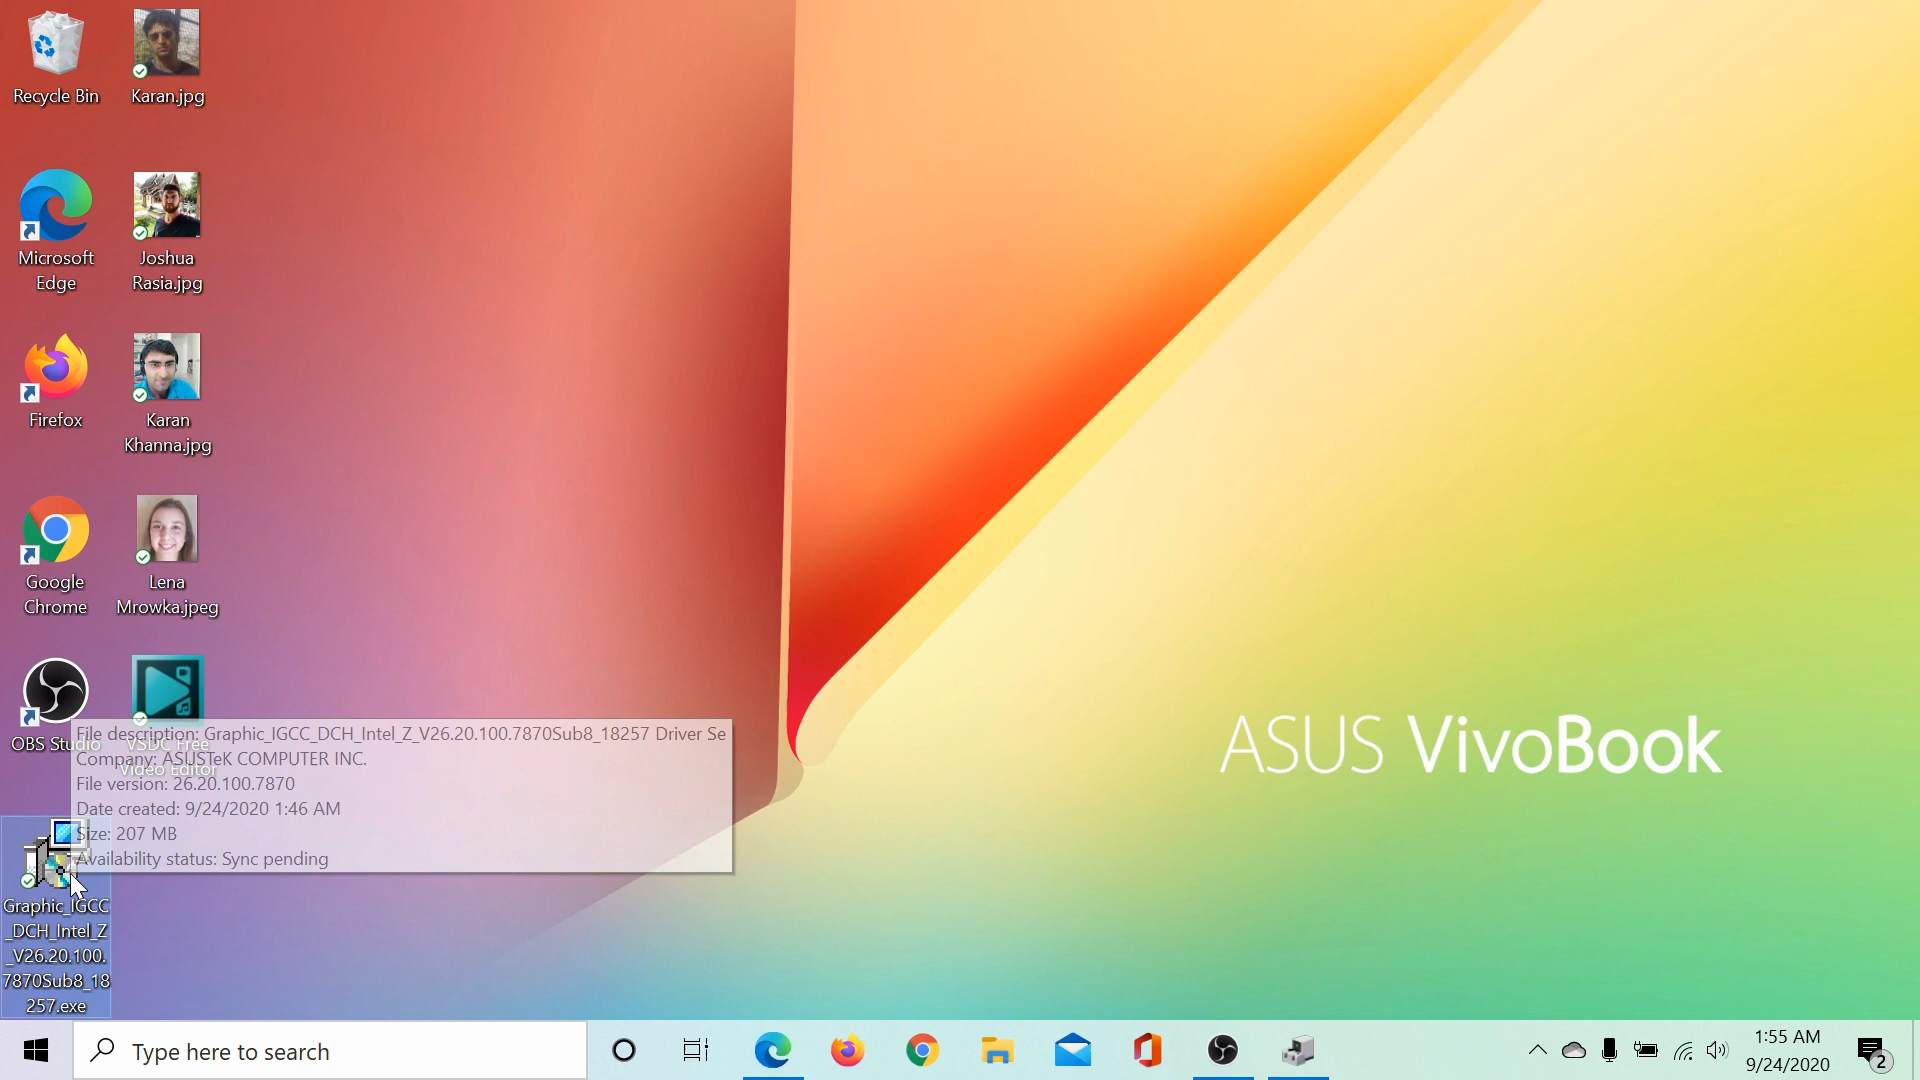 Recycle Bin
Karan.jpg
Microsoft
Edge
Joshua
Rasia.jpg
Firefox
Karan
Khanna.jpg
Google
Chrome
Lena
Mrowka.jpeg
OBS Studio
VSDC Free
Video Editor
File description: Graphic_IGCC_DCH_Intel_Z_V26.20.100.7870Sub8_18257 Driver Se
Company: ASUSTeK COMPUTER INC.
File version: 26.20.100.7870
Date created: 9/24/2020 1:46 AM
Size: 207 MB
Availability status: Sync pending
Graphic_IGCC
_DCH_Intel_Z
_V26.20.100.
7870Sub8_18
257.exe
ASUS VivoBook
Type here to search
1:55 AM
9/24/2020
2